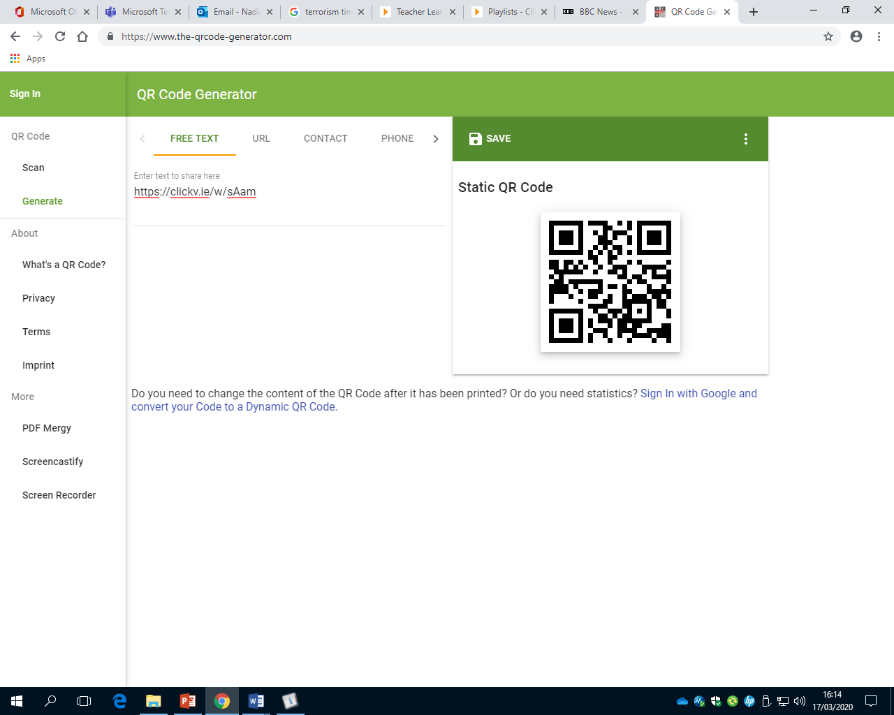 Microsoft Of
Microsoft Te
Email - Nadi
terrorism tim
Teacher Lear
Playlists - Cl
BBC News -
QR Code Ge
https://www.the-qrcode-generator.com
Apps
Sign In
QR Code Generator
QR Code
Scan
Generate
About
What's a QR Code?
Privacy
Terms
Imprint
More
PDF Mergy
Screencastify
Screen Recorder
FREE TEXT
URL
CONTACT
PHONE
Enter text to share here
https://clickv.ie/w/sAam
SAVE
Static QR Code
Do you need to change the content of the QR Code after it has been printed? Or do you need statistics? Sign In with Google and
convert your Code to a Dynamic QR Code.
16:14
17/03/2020